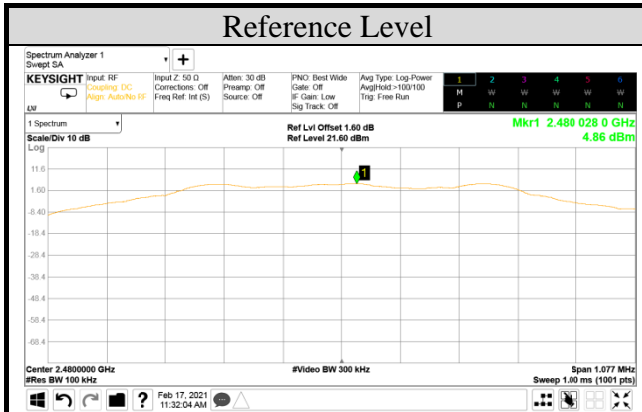 Reference Level
Spectrum Analyzer 1
Swept SA
KEYSIGHT
Input: RF
Coupling: DC
Align: Auto/No RF
Input Z: 50 Ω
Corrections: Off
Freq Ref: Int (S)
Atten: 30 dB
Preamp: Off
Source: Off
PNO: Best Wide
Gate: Off
IF Gain: Low
Sig Track: Off
Avg Type: Log-Power
Avg|Hold:>100/100
Trig: Free Run
1 2 3 4 5 6
M W W W W W
P N N N N N
LXI
1 Spectrum
Scale/Div 10 dB
Ref Lvl Offset 1.60 dB
Ref Level 21.60 dBm
Mkr1 2.480 028 0 GHz
4.86 dBm
Log
1
11.6
1.60
-8.40
-18.4
-28.4
-38.4
-48.4
-58.4
-68.4
Center 2.4800000 GHz
#Res BW 100 kHz
#Video BW 300 kHz
Span 1.077 MHz
Sweep 1.00 ms (1001 pts)
Feb 17, 2021
11:32:04 AM